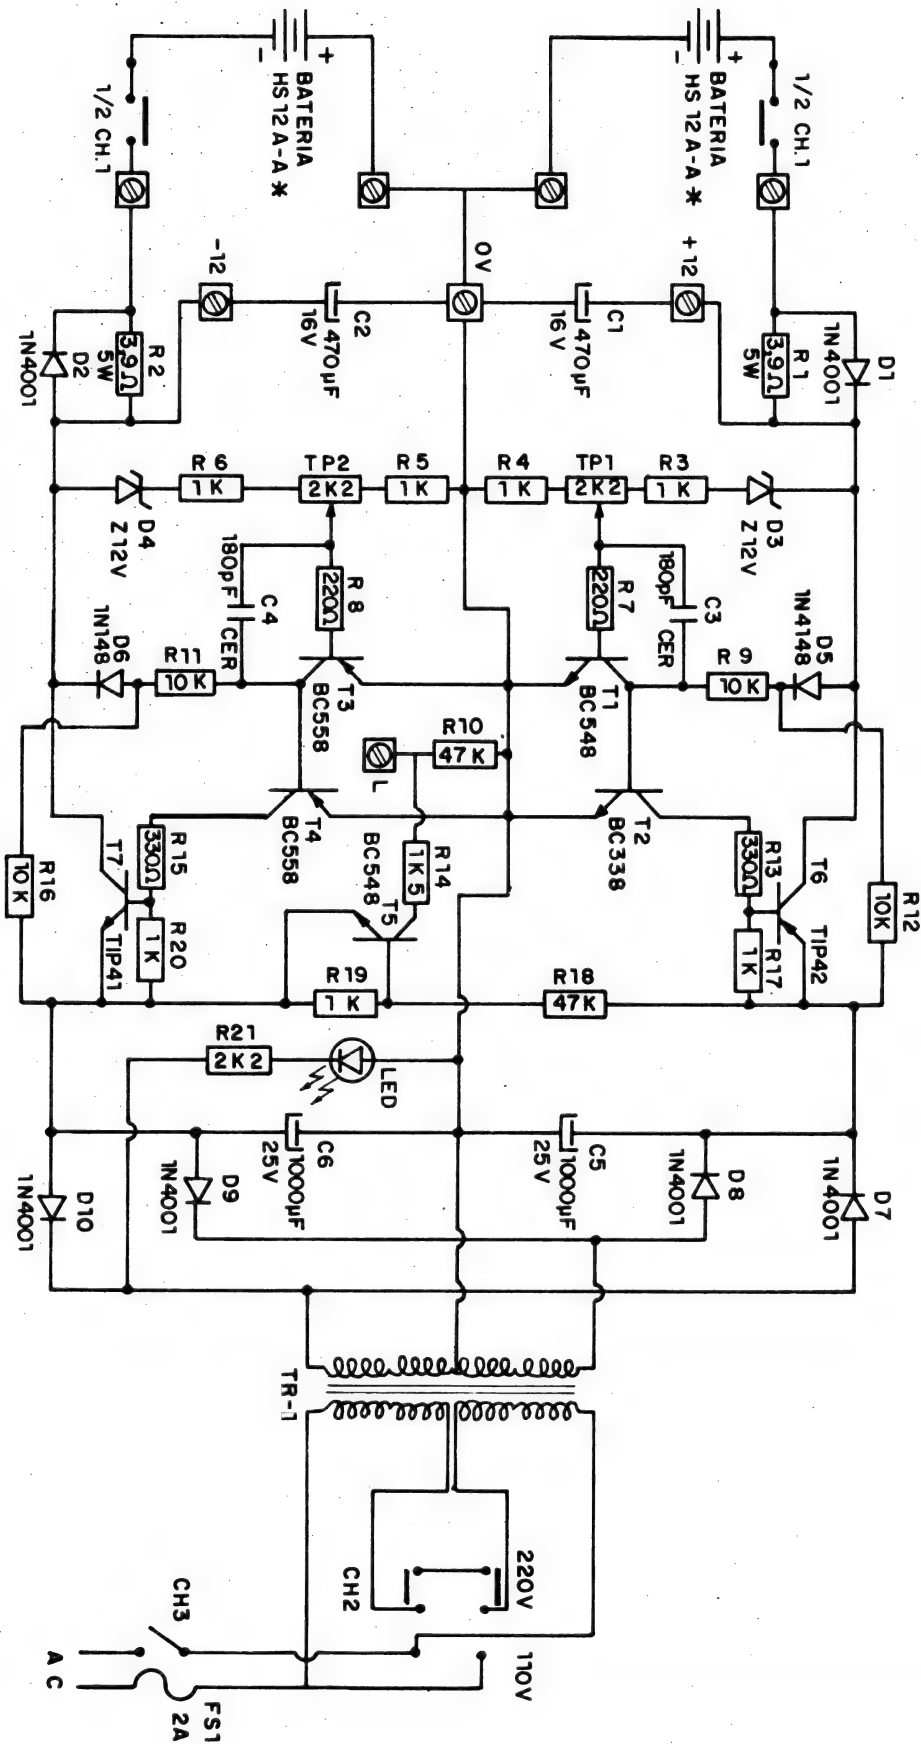 BATERIA
HS 12 A-A *
+
-
1/2 CH.1
BATERIA
HS 12 A-A *
+
-
1/2 CH.1
-12
0V
+12
C2
470µF
16V
C1
470µF
16V
D2
1N4001
R2
3,9Ω
5W
R1
3,9Ω
5W
D1
1N4001
R6
1K
TP2
2K2
R5
1K
R4
1K
TP1
2K2
R3
1K
D4
Z12V
D3
Z12V
180pF
C4
CER
R8
220Ω
R7
220Ω
180pF
C3
CER
D6
1N148
R11
10K
T3
BC558
T1
BC548
R9
10K
D5
1N4148
R10
47K
L
T4
BC558
T2
BC338
R14
1K5
T5
BC548
R16
10K
T7
TIP41
R15
330Ω
R20
1K
R13
330Ω
R17
1K
T6
TIP42
R12
10K
R19
1K
R18
47K
R21
2K2
LED
C6
1000µF
25V
C5
1000µF
25V
D10
1N4001
D9
1N4001
D8
1N4001
D7
1N4001
TR-1
CH2
220V
110V
CH3
AC
FS1
2A